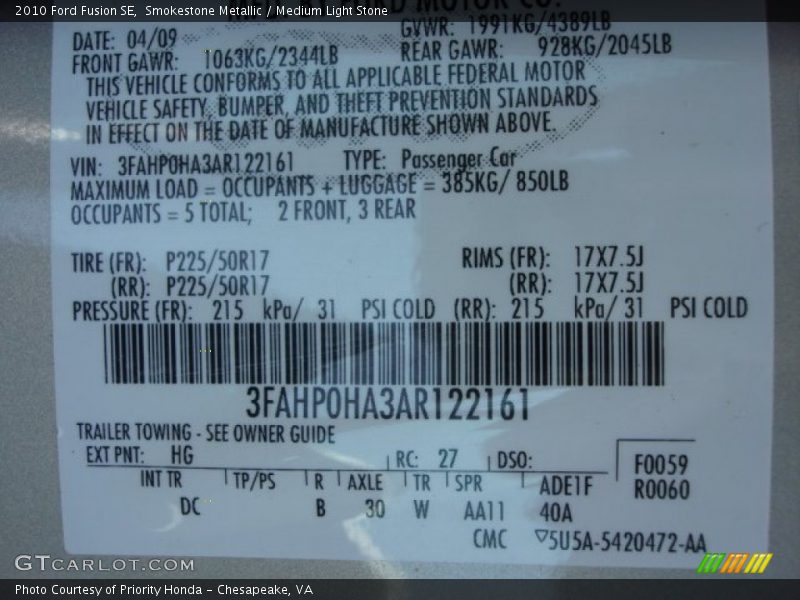 2010 Ford Fusion SE, Smokestone Metallic / Medium Light Stone
MOTOR CO.
DATE: 04/09 GVWR: 1991KG/4389LB
FRONT GAWR: 1063KG/2344LB REAR GAWR: 928KG/2045LB
THIS VEHICLE CONFORMS TO ALL APPLICABLE FEDERAL MOTOR
VEHICLE SAFETY, BUMPER, AND THEFT PREVENTION STANDARDS
IN EFFECT ON THE DATE OF MANUFACTURE SHOWN ABOVE.
VIN: 3FAHP0HA3AR122161 TYPE: Passenger Car
MAXIMUM LOAD = OCCUPANTS + LUGGAGE = 385KG/ 850LB
OCCUPANTS = 5 TOTAL; 2 FRONT, 3 REAR
TIRE (FR): P225/50R17 RIMS (FR): 17X7.5J
(RR): P225/50R17 (RR): 17X7.5J
PRESSURE (FR): 215 kPa/ 31 PSI COLD (RR): 215 kPa/ 31 PSI COLD
3FAHP0HA3AR122161
TRAILER TOWING - SEE OWNER GUIDE
EXT PNT: HG RC: 27 DSO: F0059
INT TR TP/PS R AXLE TR SPR ADE1F R0060
DC B 30 W AA11 40A
CMC ▽5U5A-5420472-AA
GTCARLOT.COM
Photo Courtesy of Priority Honda - Chesapeake, VA